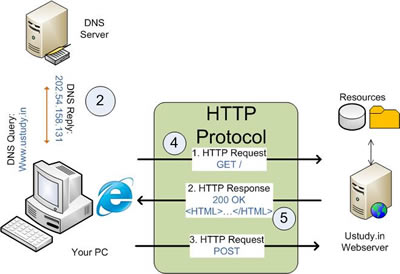 DNS
Server
DNS Query:
Www.ustudy.in
DNS Reply:
202.54.158.131
2
HTTP
Protocol
4
1. HTTP Request
GET /
2. HTTP Response
200 OK
<HTML>...</HTML>
5
3. HTTP Request
POST
Your PC
Resources
Ustudy.in
Webserver